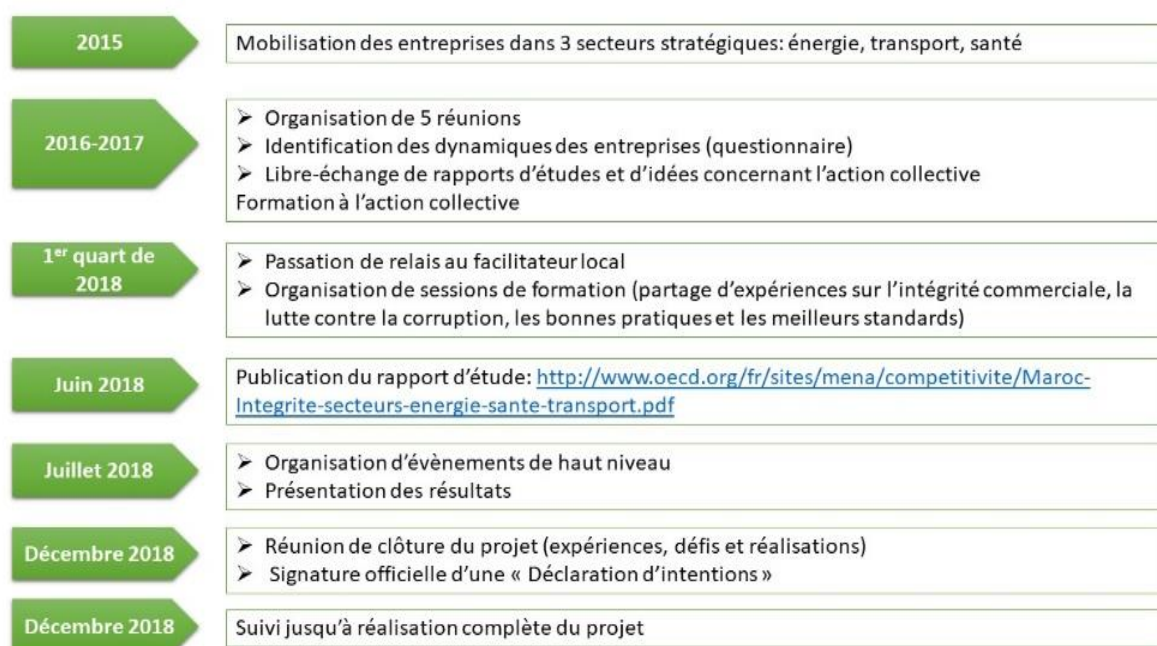 2015
Mobilisation des entreprises dans 3 secteurs stratégiques: énergie, transport, santé
2016-2017
➢ Organisation de 5 réunions
➢ Identification des dynamiques des entreprises (questionnaire)
➢ Libre-échange de rapports d'études et d'idées concernant l'action collective
Formation à l'action collective
1er quart de
2018
➢ Passation de relais au facilitateur local
➢ Organisation de sessions de formation (partage d'expériences sur l'intégrité commerciale, la
lutte contre la corruption, les bonnes pratiques et les meilleurs standards)
Juin 2018
Publication du rapport d'étude: http://www.oecd.org/fr/sites/mena/competitivite/Maroc-
Integrite-secteurs-energie-sante-transport.pdf
Juillet 2018
➢ Organisation d'évènements de haut niveau
➢ Présentation des résultats
Décembre 2018
➢ Réunion de clôture du projet (expériences, défis et réalisations)
➢ Signature officielle d'une « Déclaration d'intentions »
Décembre 2018
Suivi jusqu'à réalisation complète du projet